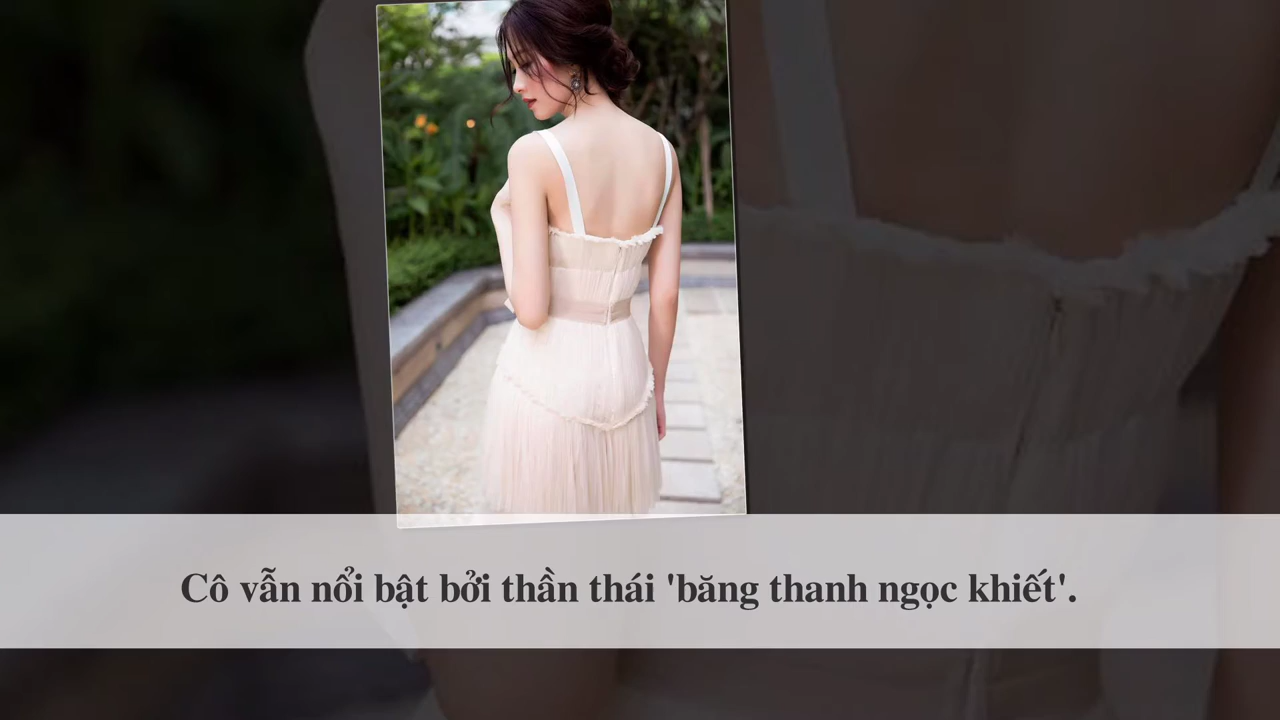 Cô vẫn nổi bật bởi thần thái 'băng thanh ngọc khiết'.